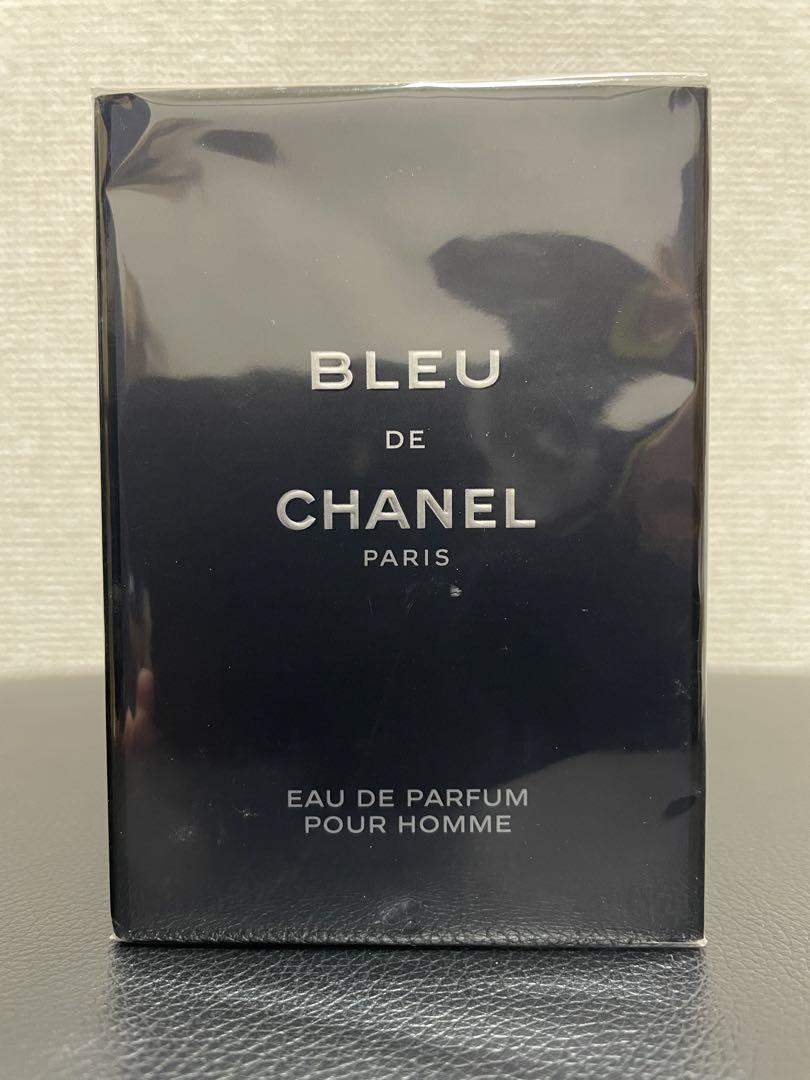 BLEU
DE
CHANEL
PARIS
EAU DE PARFUM
POUR HOMME